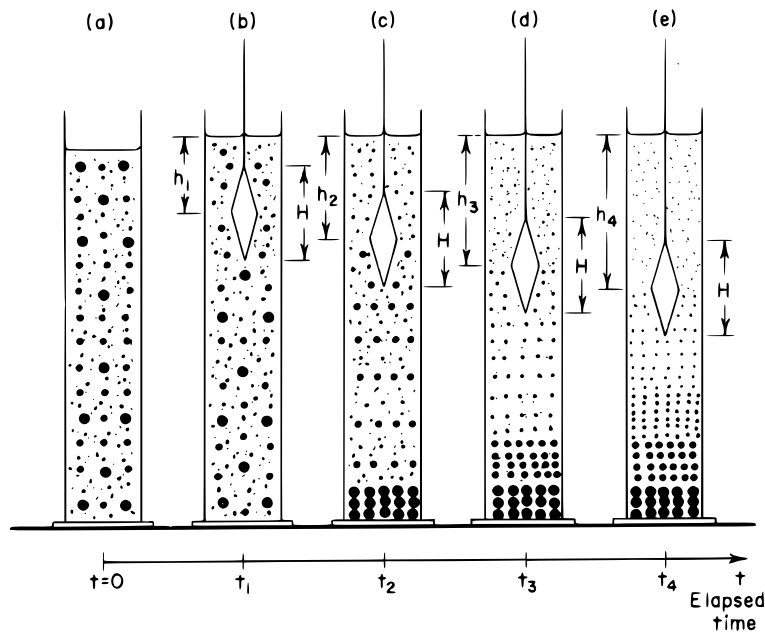 (a) (b) (c) (d) (e)
h₁ H h₂ H h₃ H h₄ H
t=0 t₁ t₂ t₃ t₄ t
Elapsed
time